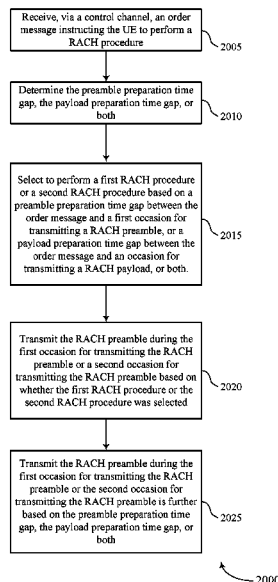 Receive, via a control channel, an order
message instructing the UE to perform a
RACH procedure
2005
Determine the preamble preparation time
gap, the payload preparation time gap, or
both
2010
Select to perform a first RACH procedure
or a second RACH procedure based on a
preamble preparation time gap between
the order message and a first occasion for
transmitting a RACH preamble, or a
payload preparation time gap between
the order message and an occasion for
transmitting a RACH payload, or both.
2015
Transmit the RACH preamble during the
first occasion for transmitting the RACH
preamble or a second occasion for
transmitting the RACH preamble based on
whether the first RACH procedure or the
second RACH procedure was selected
2020
Transmit the RACH preamble during the
first occasion for transmitting the RACH
preamble or the second occasion for
transmitting the RACH preamble is further
based on the preamble preparation time
gap, the payload preparation time gap, or
both
2025
2000